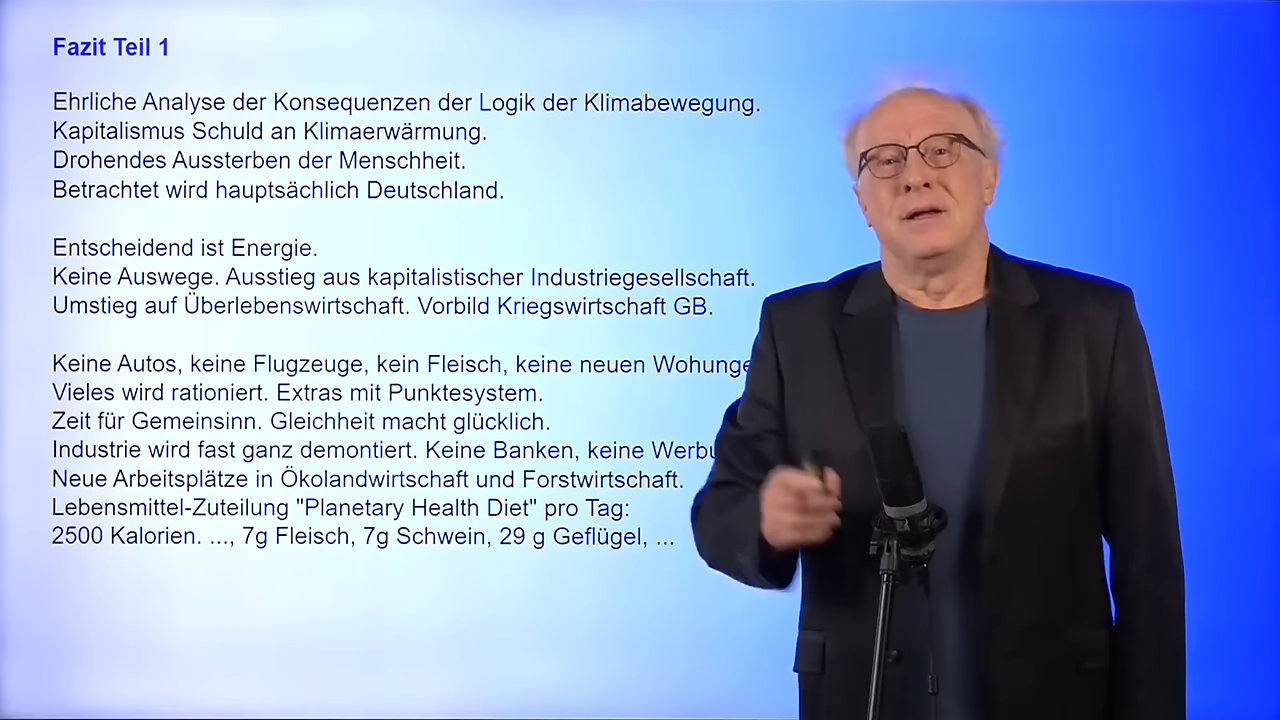 Fazit Teil 1
Ehrliche Analyse der Konsequenzen der Logik der Klimabewegung.
Kapitalismus Schuld an Klimaerwärmung.
Drohendes Aussterben der Menschheit.
Betrachtet wird hauptsächlich Deutschland.
Entscheidend ist Energie.
Keine Auswege. Ausstieg aus kapitalistischer Industriegesellschaft.
Umstieg auf Überlebenswirtschaft. Vorbild Kriegswirtschaft GB.
Keine Autos, keine Flugzeuge, kein Fleisch, keine neuen Wohunge
Vieles wird rationiert. Extras mit Punktesystem.
Zeit für Gemeinsinn. Gleichheit macht glücklich.
Industrie wird fast ganz demontiert. Keine Banken, keine Werbu
Neue Arbeitsplätze in Ökolandwirtschaft und Forstwirtschaft.
Lebensmittel-Zuteilung "Planetary Health Diet" pro Tag:
2500 Kalorien. ..., 7g Fleisch, 7g Schwein, 29 g Geflügel, ...